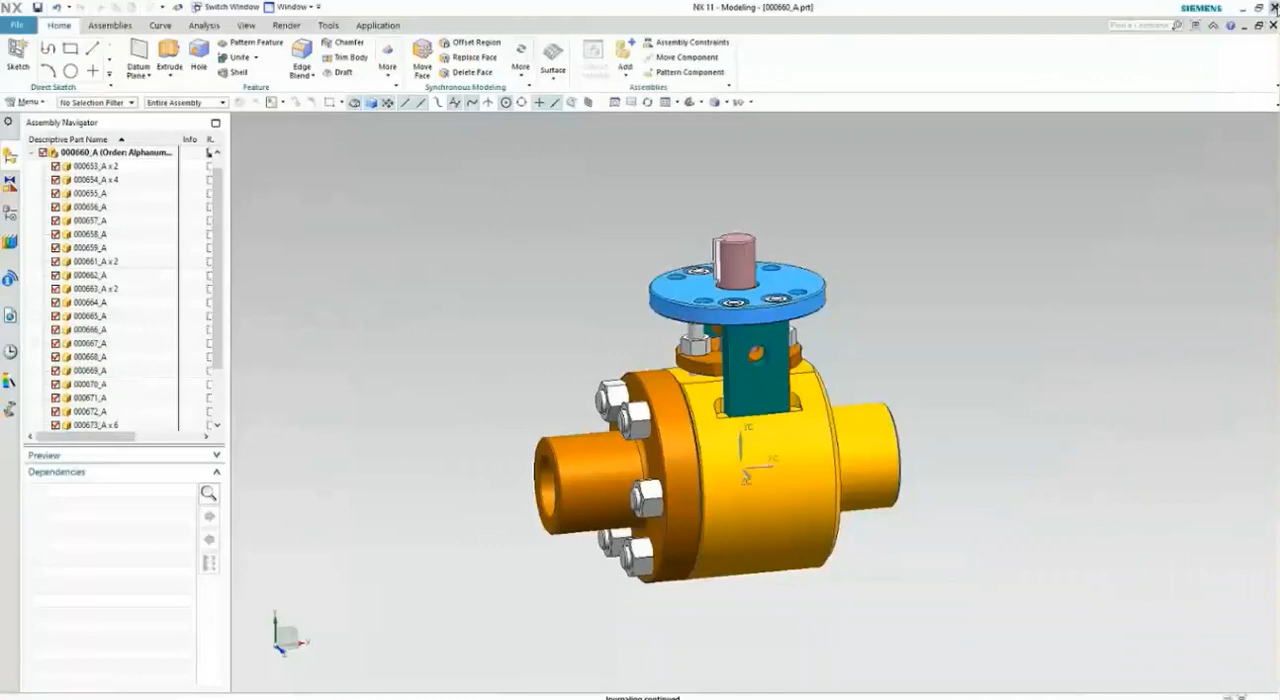 NX Switch Window Window NX 11 - Modeling - [000660_A.prt] SIEMENS
File Home Assemblies Curve Analysis View Render Tools Application Find a Command
Sketch Datum Plane Extrude Hole Pattern Feature Unite Shell Edge Blend Chamfer Trim Body Draft More Move Face Offset Region Replace Face Delete Face More Surface Add Assembly Constraints Move Component Pattern Component
Direct Sketch Feature Synchronous Modeling Assemblies
Menu No Selection Filter Entire Assembly
Assembly Navigator
Descriptive Part Name Info R.
000660_A (Order: Alphanum...
000653_A x 2
000654_A x 4
000655_A
000656_A
000657_A
000658_A
000659_A
000661_A x 2
000662_A
000663_A x 2
000664_A
000665_A
000666_A
000667_A
000668_A
000669_A
000670_A
000671_A
000672_A
000673_A x 6
Preview
Dependencies
Journaling continued